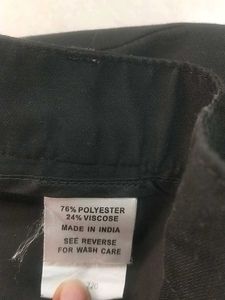 76% POLYESTER
24% VISCOSE
MADE IN INDIA
SEE REVERSE
FOR WASH CARE